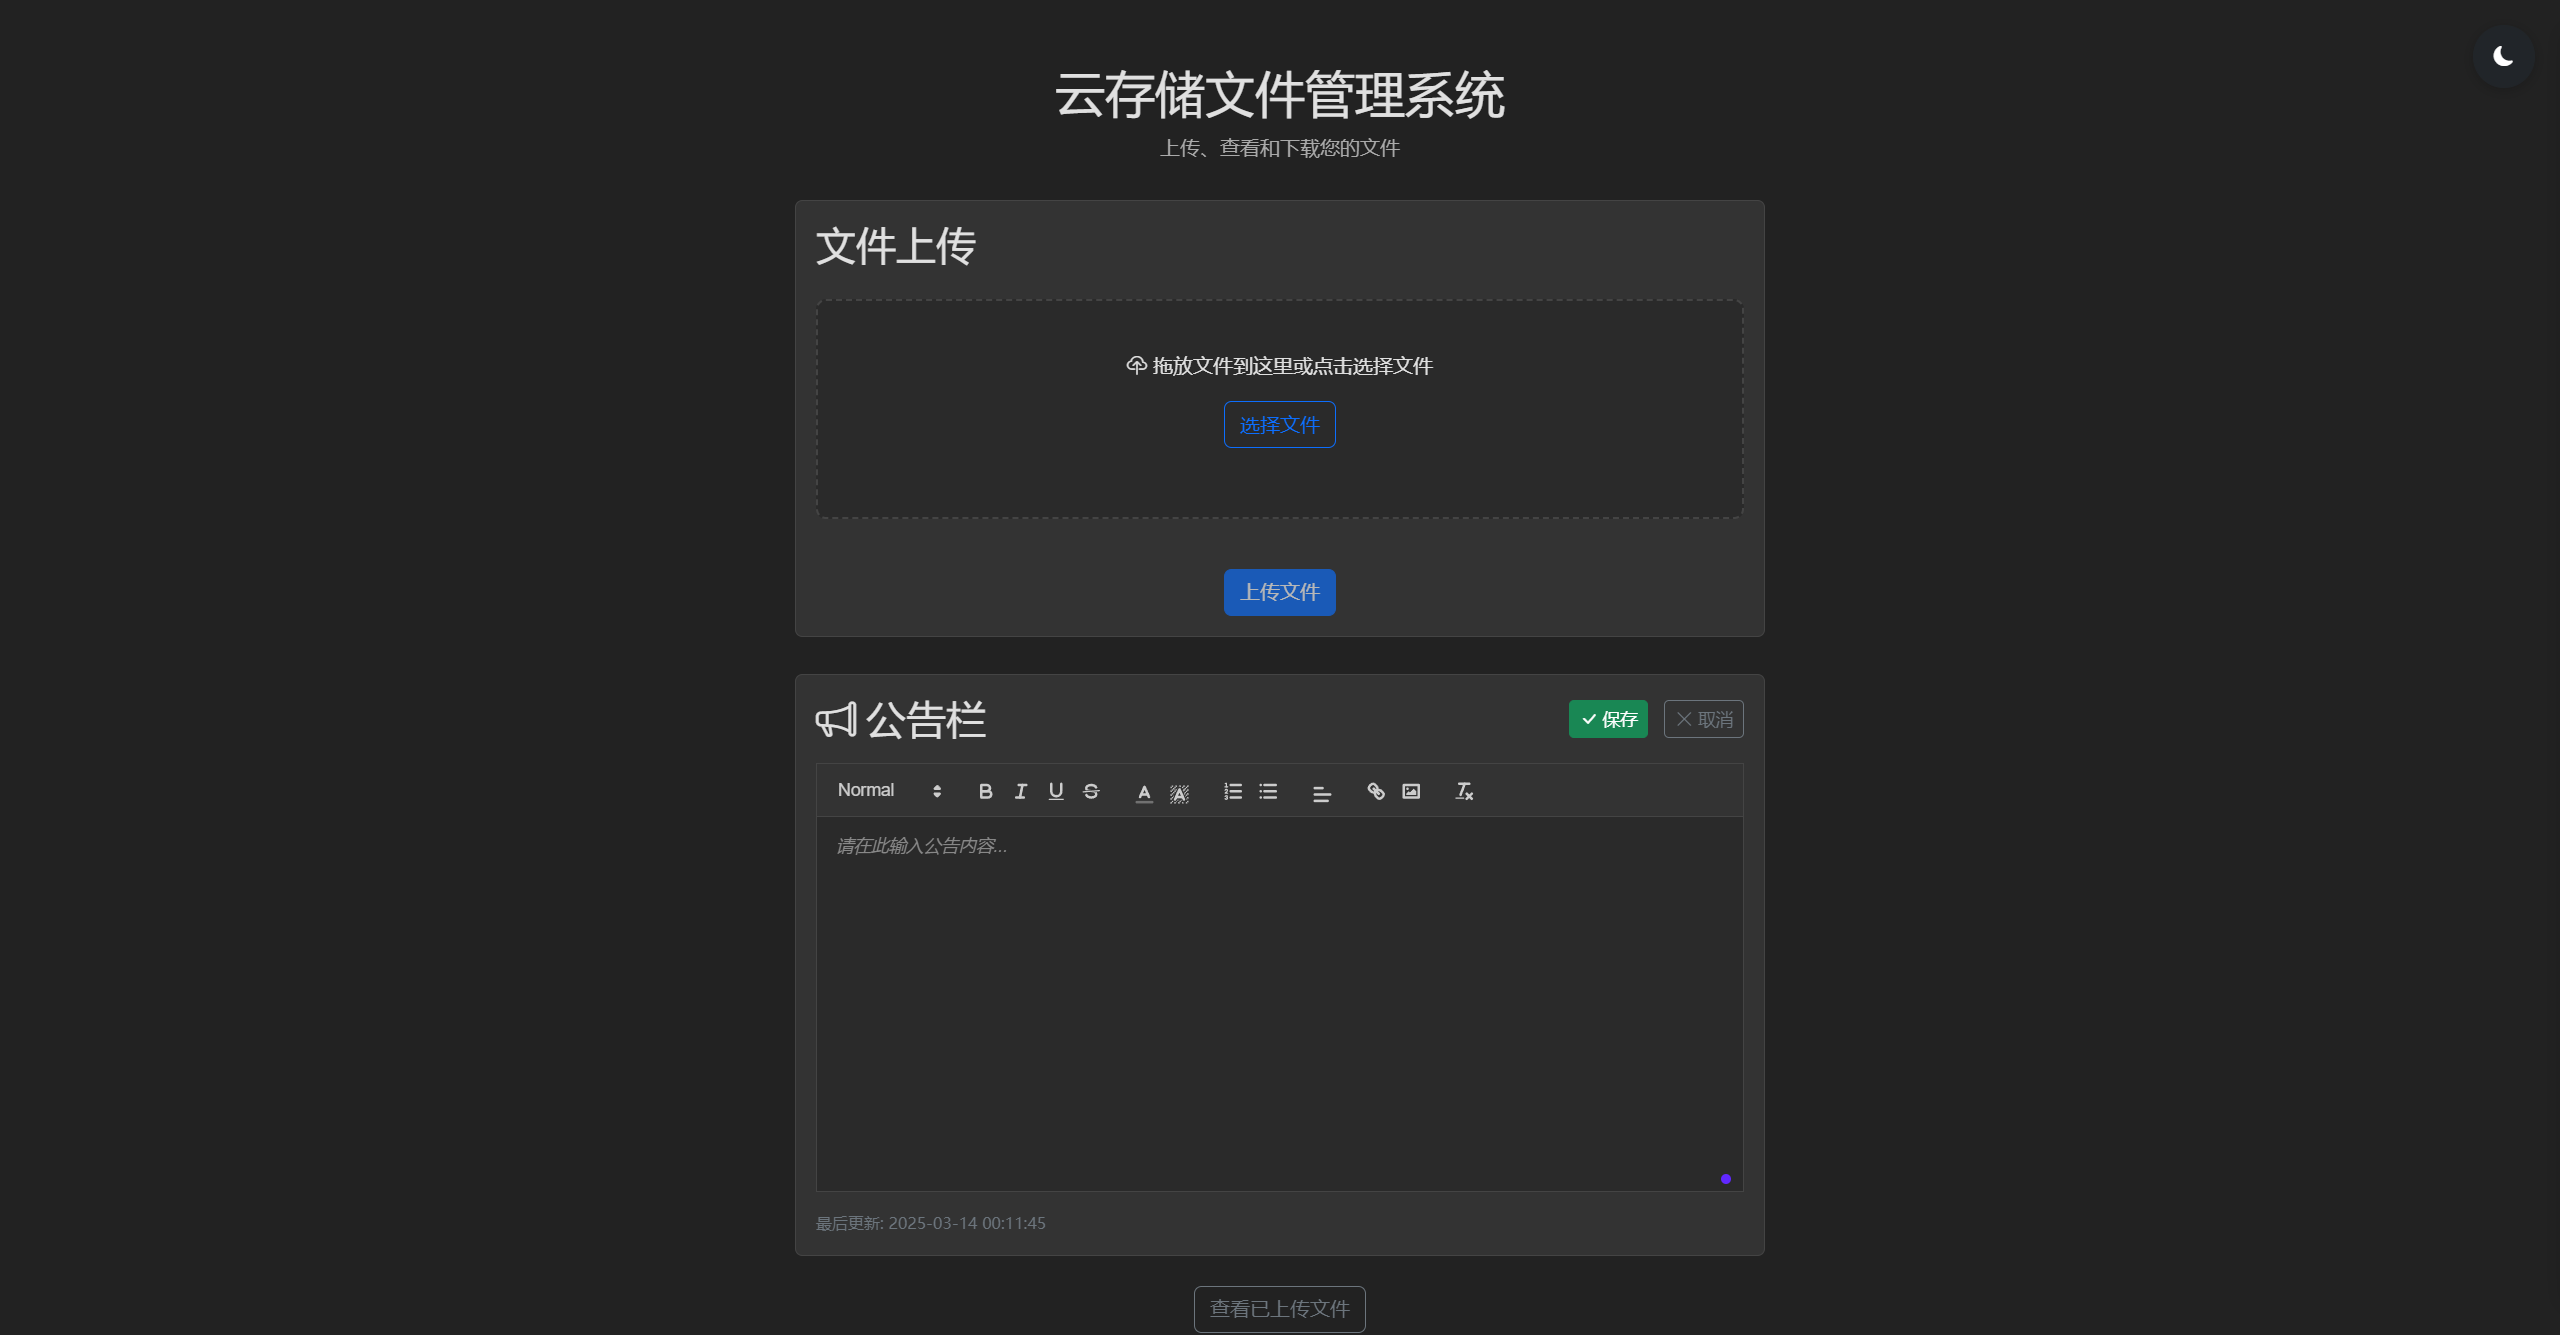 云存储文件管理系统
上传、查看和下载您的文件
文件上传
拖放文件到这里或点击选择文件
选择文件
上传文件
公告栏
保存
取消
Normal
请在此输入公告内容...
最后更新: 2025-03-14 00:11:45
查看已上传文件